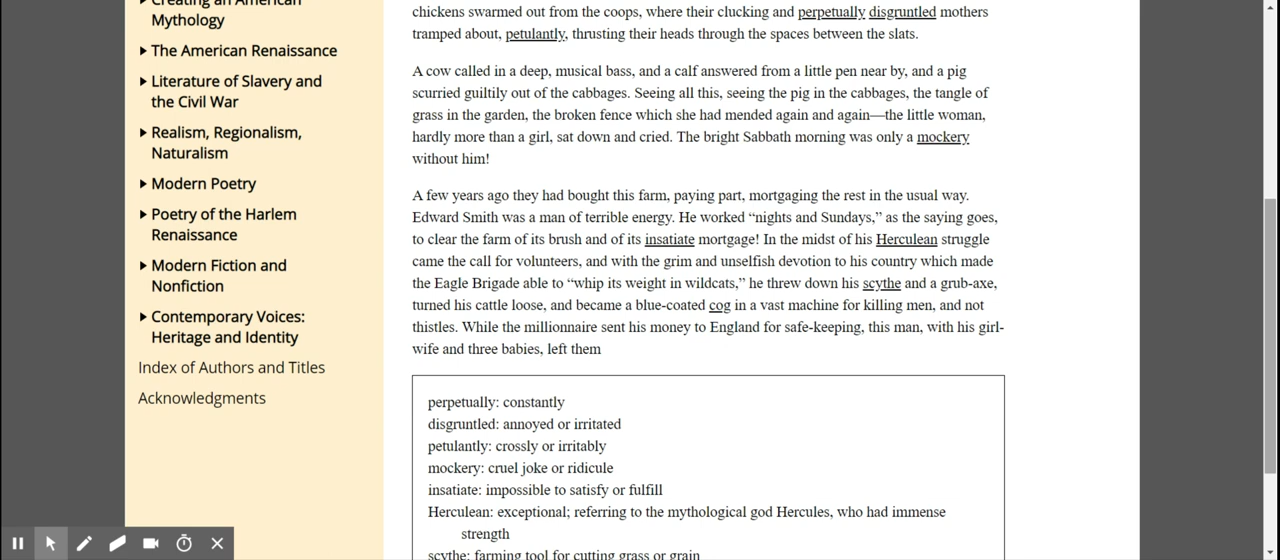 Creating an American
Mythology
The American Renaissance
Literature of Slavery and
the Civil War
Realism, Regionalism,
Naturalism
Modern Poetry
Poetry of the Harlem
Renaissance
Modern Fiction and
Nonfiction
Contemporary Voices:
Heritage and Identity
Index of Authors and Titles
Acknowledgments
chickens swarmed out from the coops, where their clucking and perpetually disgruntled mothers
tramped about, petulantly, thrusting their heads through the spaces between the slats.
A cow called in a deep, musical bass, and a calf answered from a little pen near by, and a pig
scurried guiltily out of the cabbages. Seeing all this, seeing the pig in the cabbages, the tangle of
grass in the garden, the broken fence which she had mended again and again—the little woman,
hardly more than a girl, sat down and cried. The bright Sabbath morning was only a mockery
without him!
A few years ago they had bought this farm, paying part, mortgaging the rest in the usual way.
Edward Smith was a man of terrible energy. He worked “nights and Sundays,” as the saying goes,
to clear the farm of its brush and of its insatiate mortgage! In the midst of his Herculean struggle
came the call for volunteers, and with the grim and unselfish devotion to his country which made
the Eagle Brigade able to “whip its weight in wildcats,” he threw down his scythe and a grub-axe,
turned his cattle loose, and became a blue-coated cog in a vast machine for killing men, and not
thistles. While the millionnaire sent his money to England for safe-keeping, this man, with his girl-
wife and three babies, left them
perpetually: constantly
disgruntled: annoyed or irritated
petulantly: crossly or irritably
mockery: cruel joke or ridicule
insatiate: impossible to satisfy or fulfill
Herculean: exceptional; referring to the mythological god Hercules, who had immense
strength
scythe: farming tool for cutting grass or grain